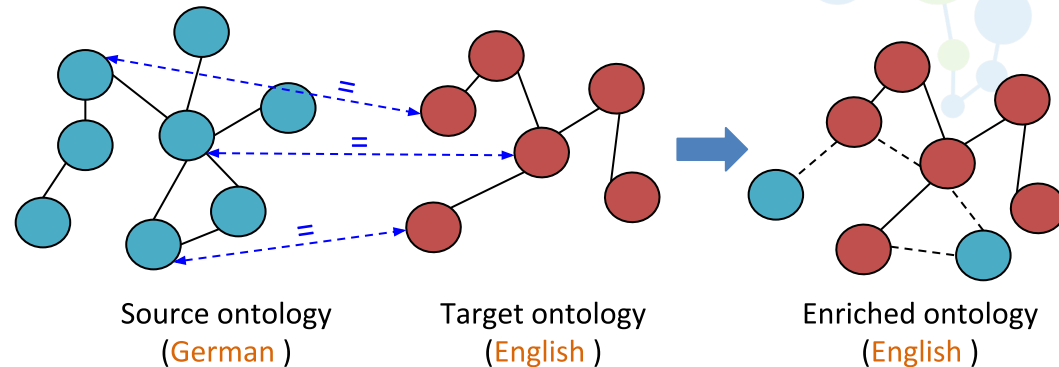 =
=
=
Source ontology
(German )
Target ontology
(English )
Enriched ontology
(English )